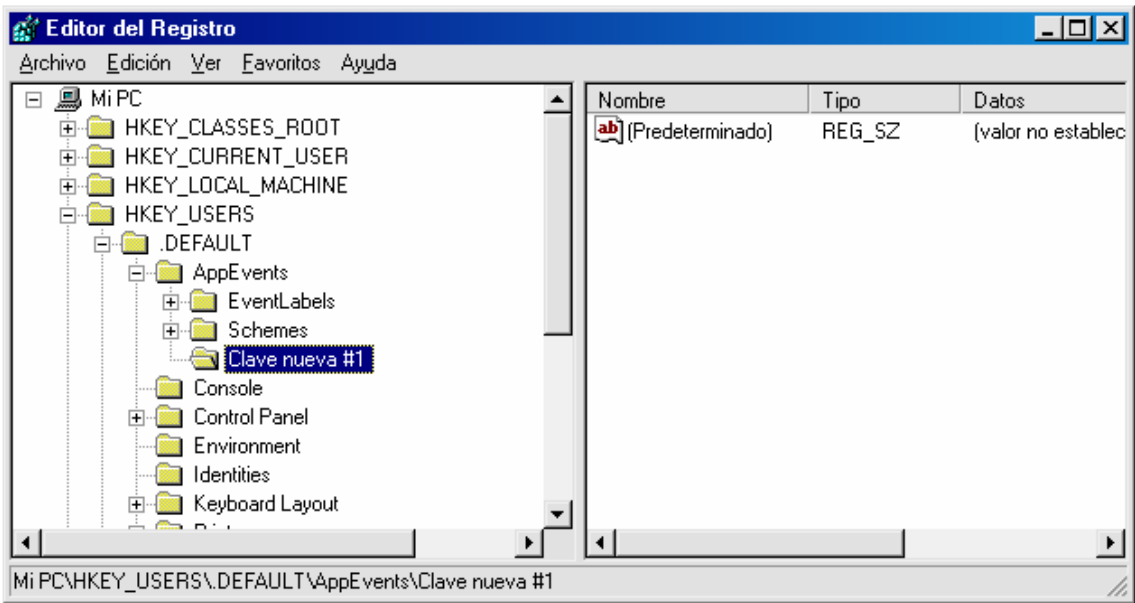 Editor del Registro
Archivo Edición Ver Favoritos Ayuda
Mi PC
HKEY_CLASSES_ROOT
HKEY_CURRENT_USER
HKEY_LOCAL_MACHINE
HKEY_USERS
.DEFAULT
AppEvents
EventLabels
Schemes
Clave nueva #1
Console
Control Panel
Environment
Identities
Keyboard Layout
Nombre Tipo Datos
ab (Predeterminado) REG_SZ (valor no establec
Mi PC\HKEY_USERS\.DEFAULT\AppEvents\Clave nueva #1